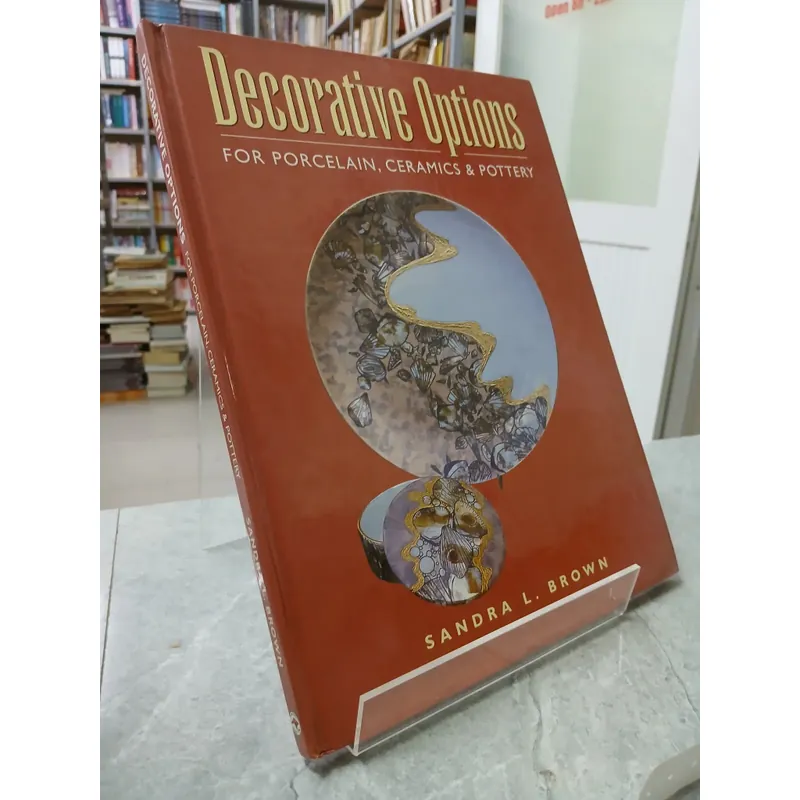 Decorative Options
FOR PORCELAIN, CERAMICS & POTTERY
SANDRA L. BROWN
DECORATIVE OPTIONS FOR PORCELAIN CERAMICS & POTTERY SANDRA L. BROWN